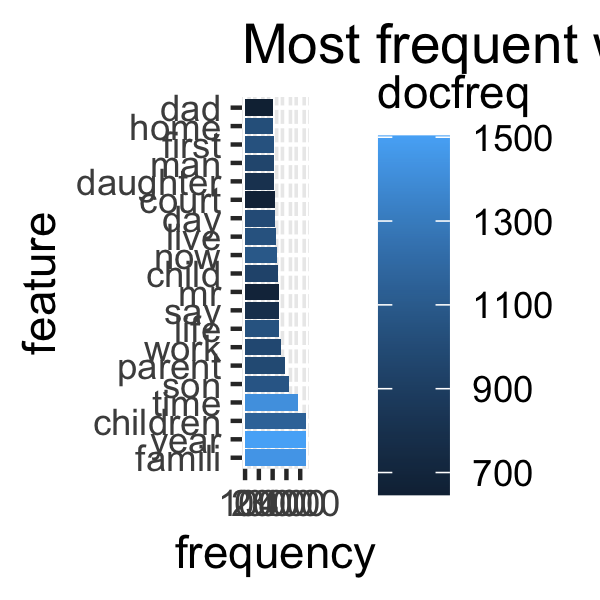 Most frequent
docfreq
dad
home
first
man
daughter
court
day
live
now
child
mr
say
life
work
parent
son
time
children
year
famili
feature
1500
1300
1100
900
700
frequency